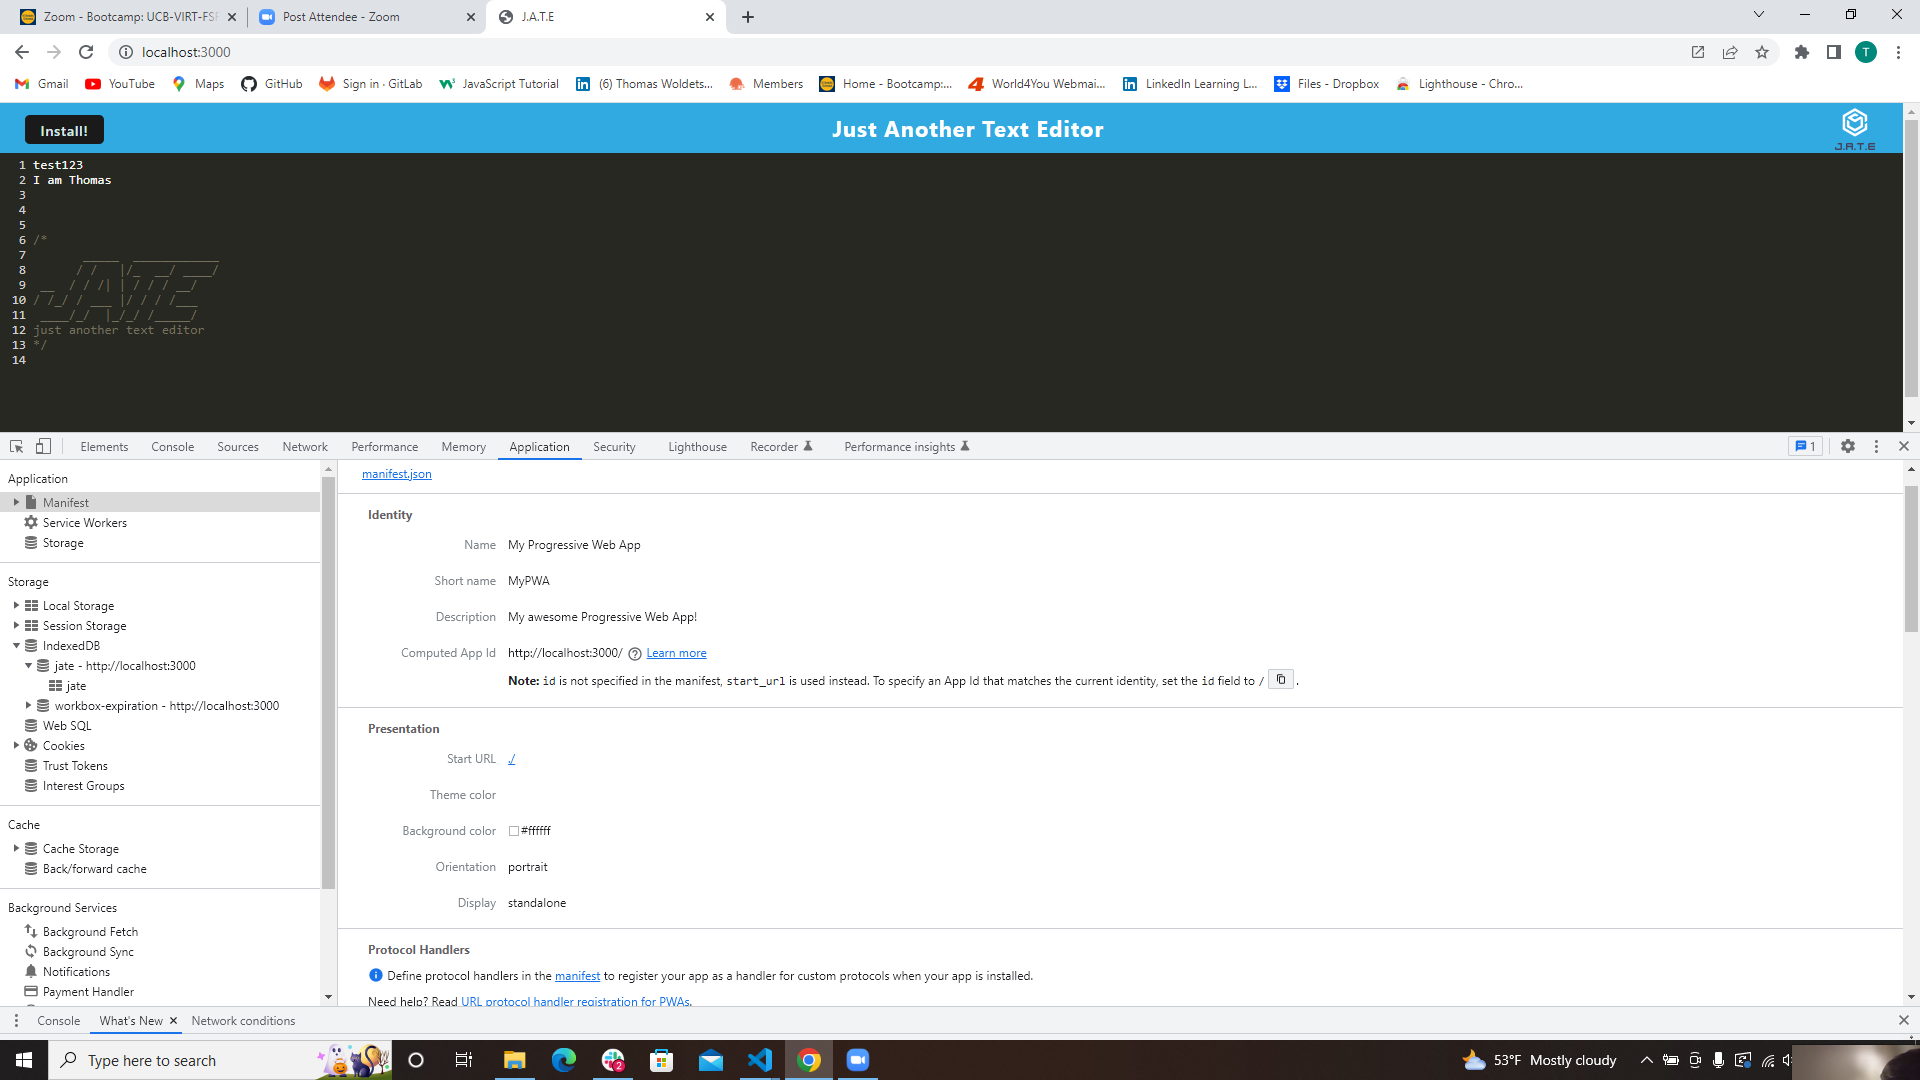 Zoom - Bootcamp: UCB-VIRT-FSF
Post Attendee - Zoom
J.A.T.E
localhost:3000
T
Gmail
YouTube
Maps
GitHub
Sign in · GitLab
JavaScript Tutorial
(6) Thomas Woldets...
Members
Home - Bootcamp:...
World4You Webmai...
LinkedIn Learning L...
Files - Dropbox
Lighthouse - Chro...
Install!
Just Another Text Editor
J.A.T.E
1 test123
2 I am Thomas
3
4
5
6 /*
7         _____  ____________
8       / /   |/_  __/ ____/
9  __  / / /| | / / / __/
10 / /_/ / ___ |/ / / /___
11  ____/_/  |_/_/ /_____/
12 just another text editor
13 */
14
Elements
Console
Sources
Network
Performance
Memory
Application
Security
Lighthouse
Recorder
Performance insights
1
Application
Manifest
Service Workers
Storage
Storage
Local Storage
Session Storage
IndexedDB
jate - http://localhost:3000
jate
workbox-expiration - http://localhost:3000
Web SQL
Cookies
Trust Tokens
Interest Groups
Cache
Cache Storage
Back/forward cache
Background Services
Background Fetch
Background Sync
Notifications
Payment Handler
manifest.json
Identity
Name My Progressive Web App
Short name MyPWA
Description My awesome Progressive Web App!
Computed App Id http://localhost:3000/ Learn more
Note: id is not specified in the manifest, start_url is used instead. To specify an App Id that matches the current identity, set the id field to / .
Presentation
Start URL ./
Theme color
Background color #ffffff
Orientation portrait
Display standalone
Protocol Handlers
Define protocol handlers in the manifest to register your app as a handler for custom protocols when your app is installed.
Need help? Read URL protocol handler registration for PWAs.
Console
What's New
Network conditions
Type here to search
2
53°F Mostly cloudy